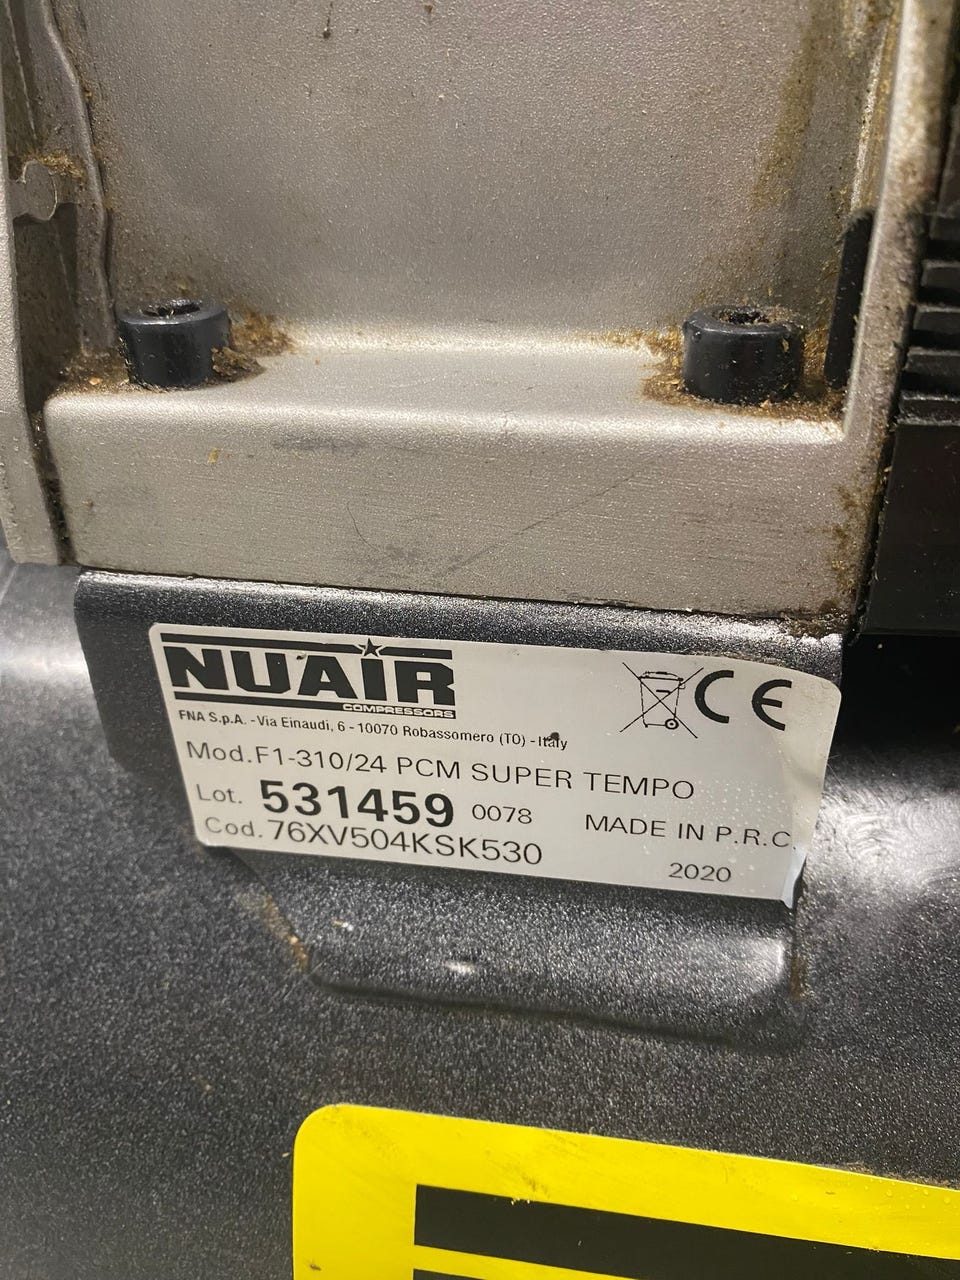 NUAIR
COMPRESSORS
FNA S.p.A. - Via Einaudi, 6 - 10070 Robassomero (TO) - Italy
Mod. F1-310/24 PCM SUPER TEMPO
Lot. 531459 0078 MADE IN P.R.C.
Cod. 76XV504KSK530
2020
CE